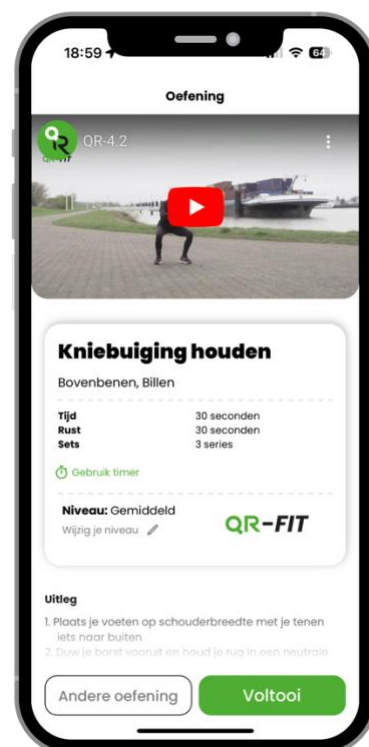 18:59
64
Oefening
QR-4.2
QR-FIT
Kniebuiging houden
Bovenbenen, Billen
Tijd 30 seconden
Rust 30 seconden
Sets 3 series
Gebruik timer
Niveau: Gemiddeld
Wijzig je niveau
QR-FIT
Uitleg
1. Plaats je voeten op schouderbreedte met je tenen
iets naar buiten
2. Duw je borst vooruit en houd je rug in een neutrale
Andere oefening
Voltooi